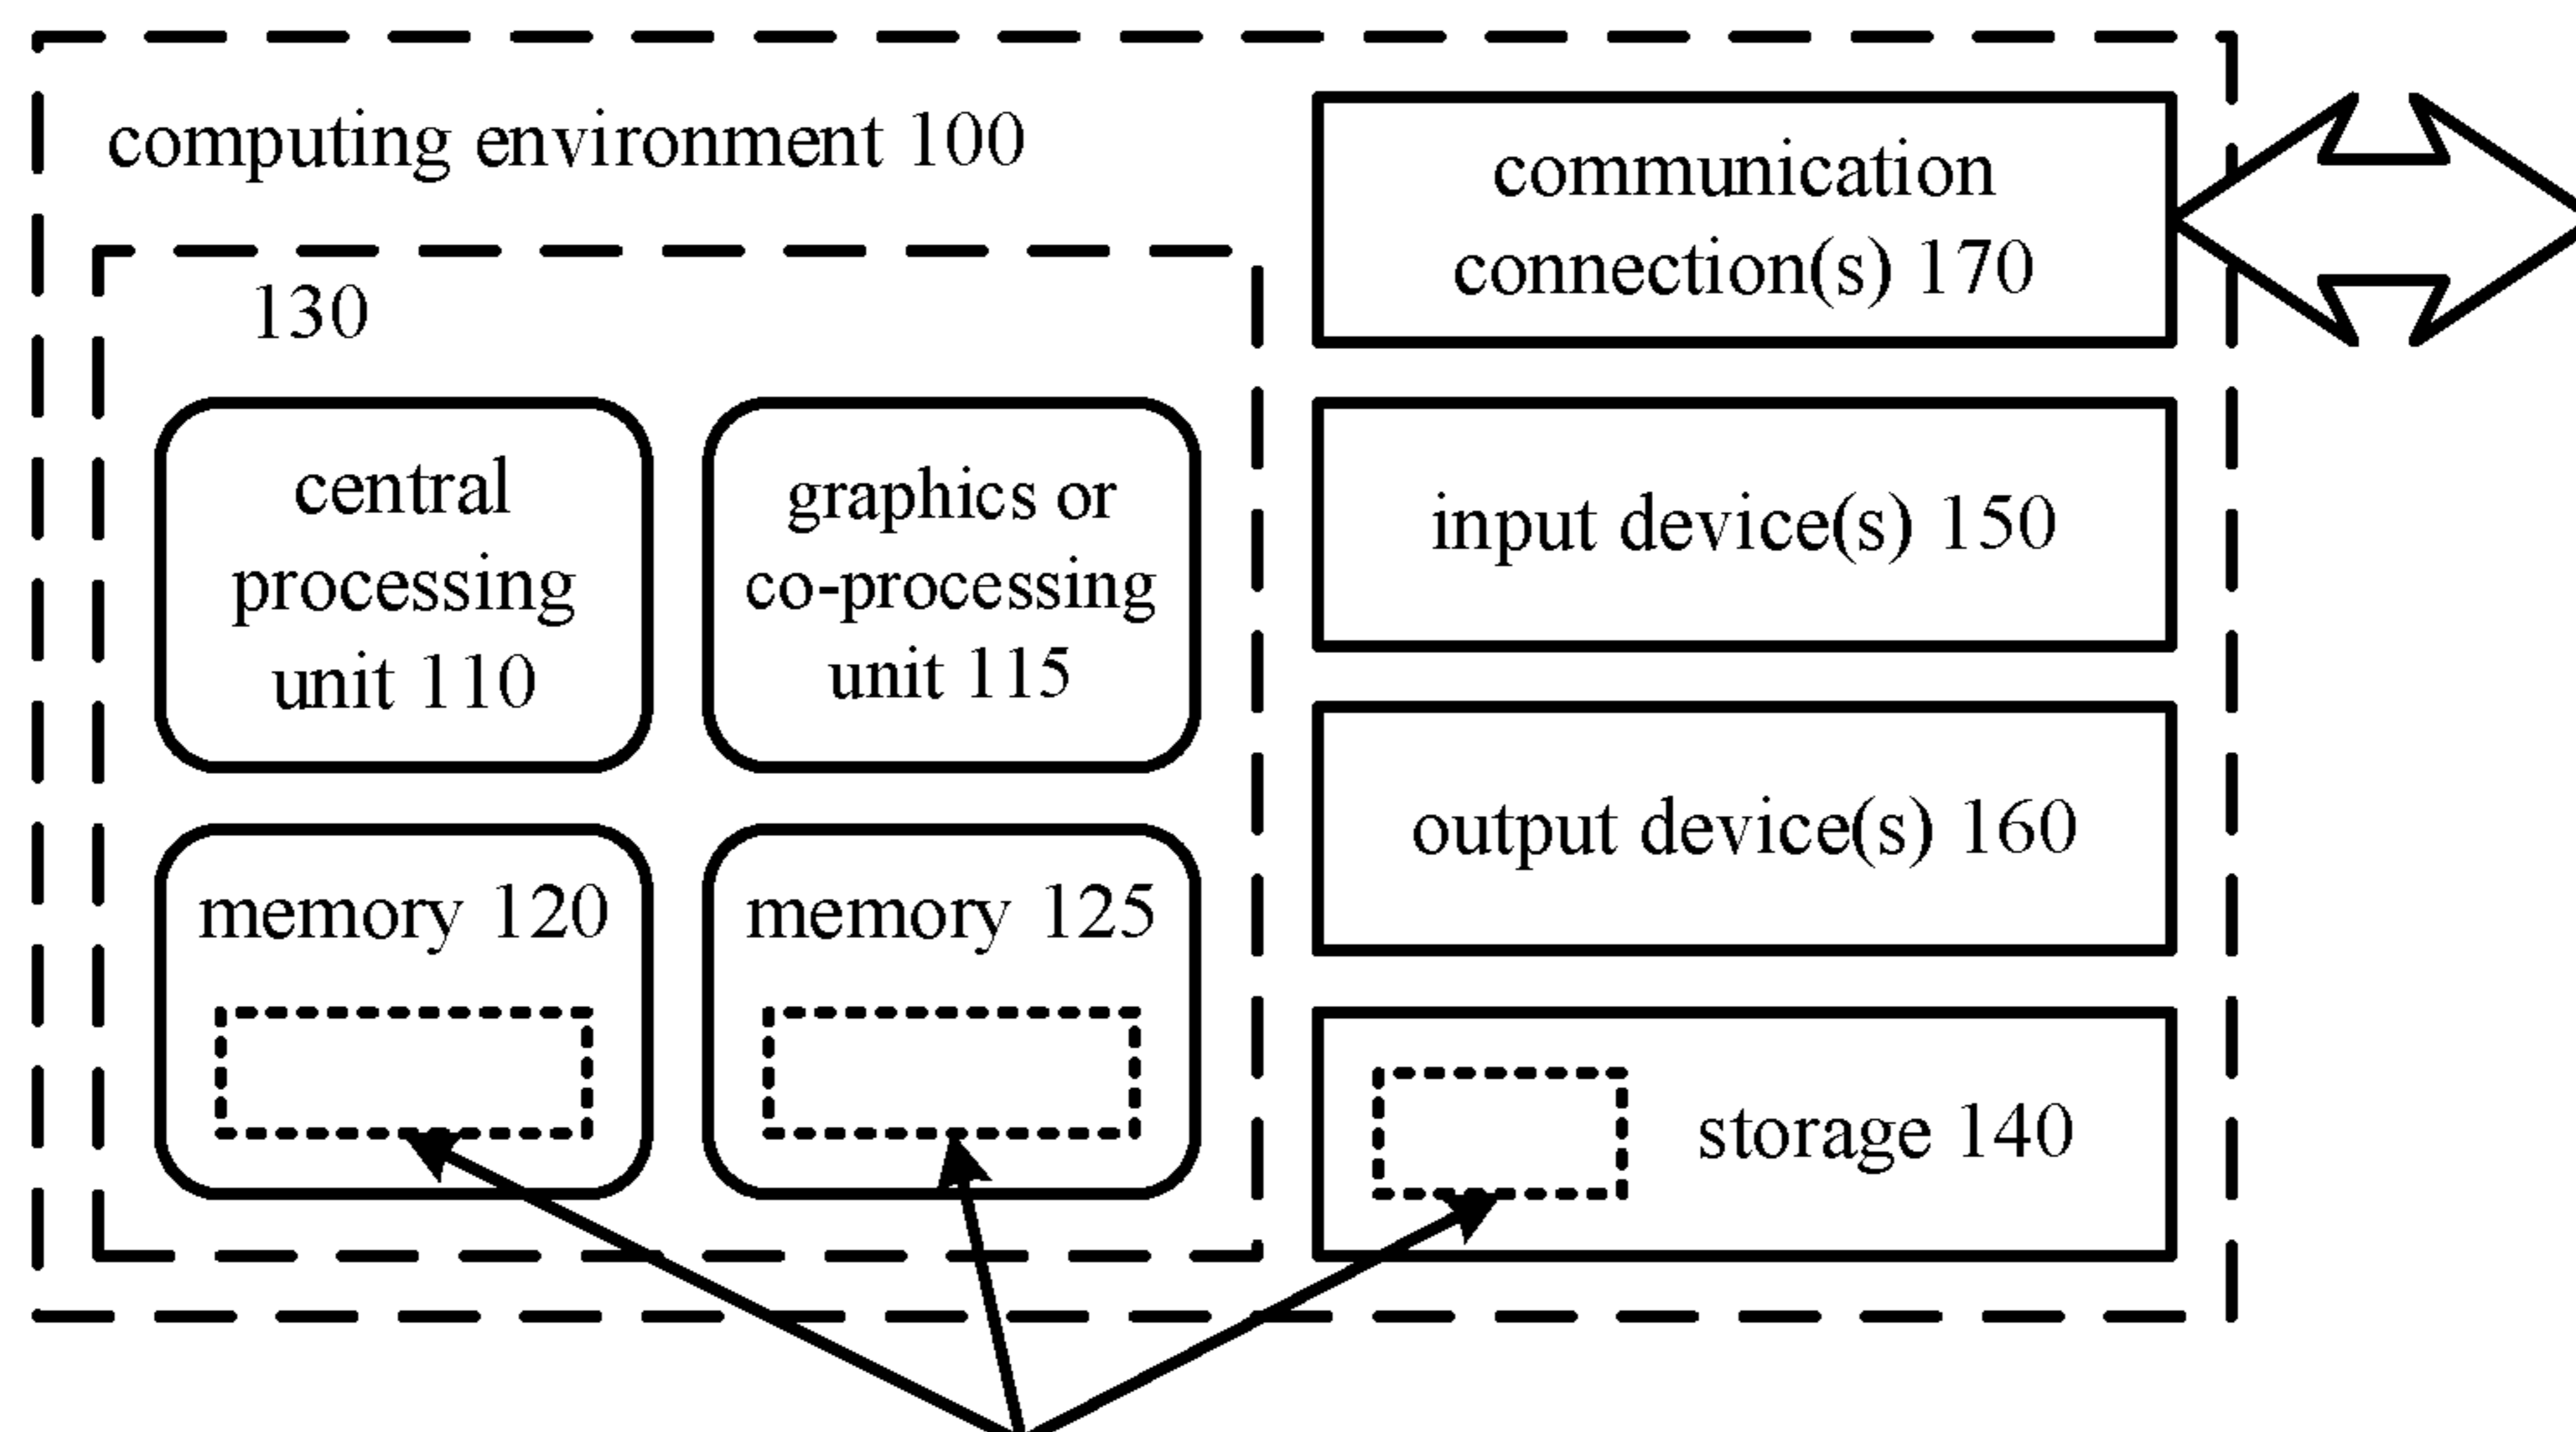 computing environment 100
communication
connection(s) 170
130
central
processing
unit 110
graphics or
co-processing
unit 115
input device(s) 150
output device(s) 160
memory 120
memory 125
storage 140